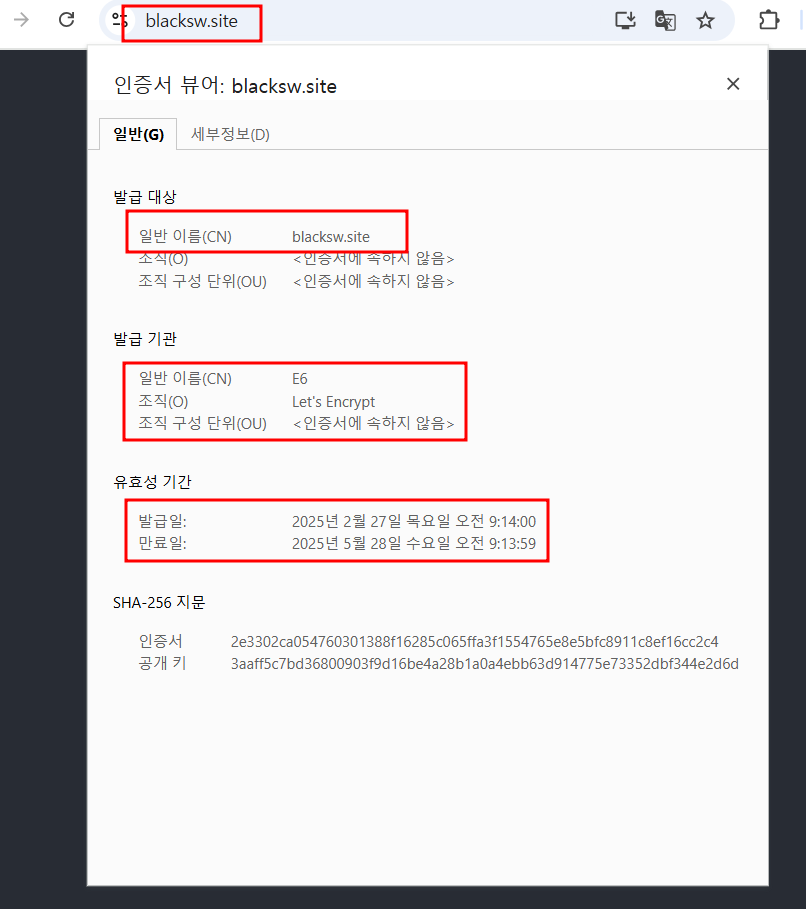 blacksw.site
인증서 뷰어: blacksw.site
일반(G) 세부정보(D)
발급 대상
일반 이름(CN) blacksw.site
조직(O) <인증서에 속하지 않음>
조직 구성 단위(OU) <인증서에 속하지 않음>
발급 기관
일반 이름(CN) E6
조직(O) Let's Encrypt
조직 구성 단위(OU) <인증서에 속하지 않음>
유효성 기간
발급일: 2025년 2월 27일 목요일 오전 9:14:00
만료일: 2025년 5월 28일 수요일 오전 9:13:59
SHA-256 지문
인증서 2e3302ca054760301388f16285c065ffa3f1554765e8e5bfc8911c8ef16cc2c4
공개 키 3aaff5c7bd36800903f9d16be4a28b1a0a4ebb63d914775e73352dbf344e2d6d